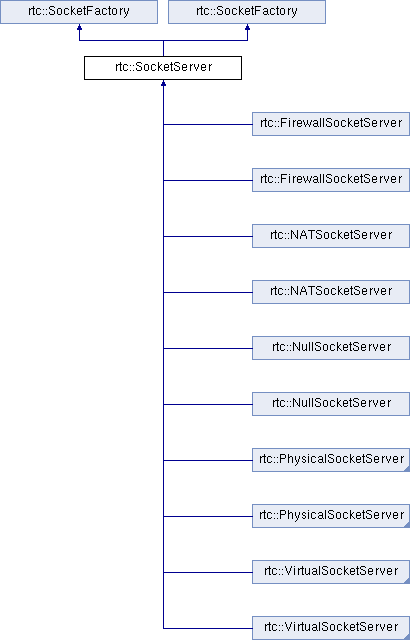 rtc::SocketFactory
rtc::SocketFactory
rtc::SocketServer
rtc::FirewallSocketServer
rtc::FirewallSocketServer
rtc::NATSocketServer
rtc::NATSocketServer
rtc::NullSocketServer
rtc::NullSocketServer
rtc::PhysicalSocketServer
rtc::PhysicalSocketServer
rtc::VirtualSocketServer
rtc::VirtualSocketServer